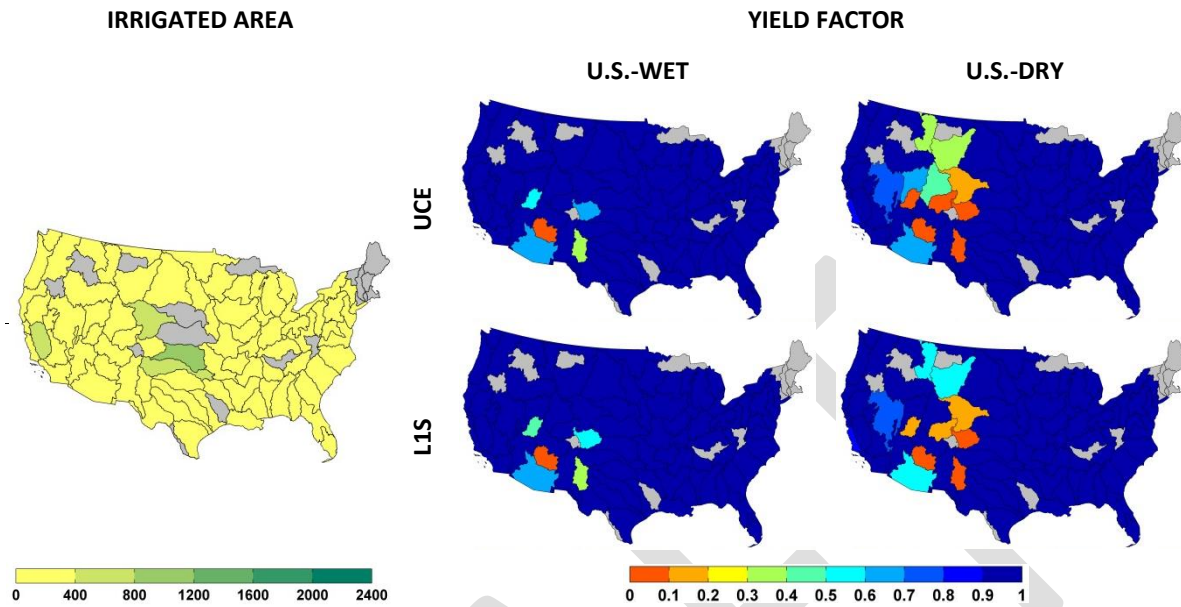 IRRIGATED AREA
YIELD FACTOR
U.S.-WET
U.S.-DRY
UCE
L1S
0 400 800 1200 1600 2000 2400
0 0.1 0.2 0.3 0.4 0.5 0.6 0.7 0.8 0.9 1